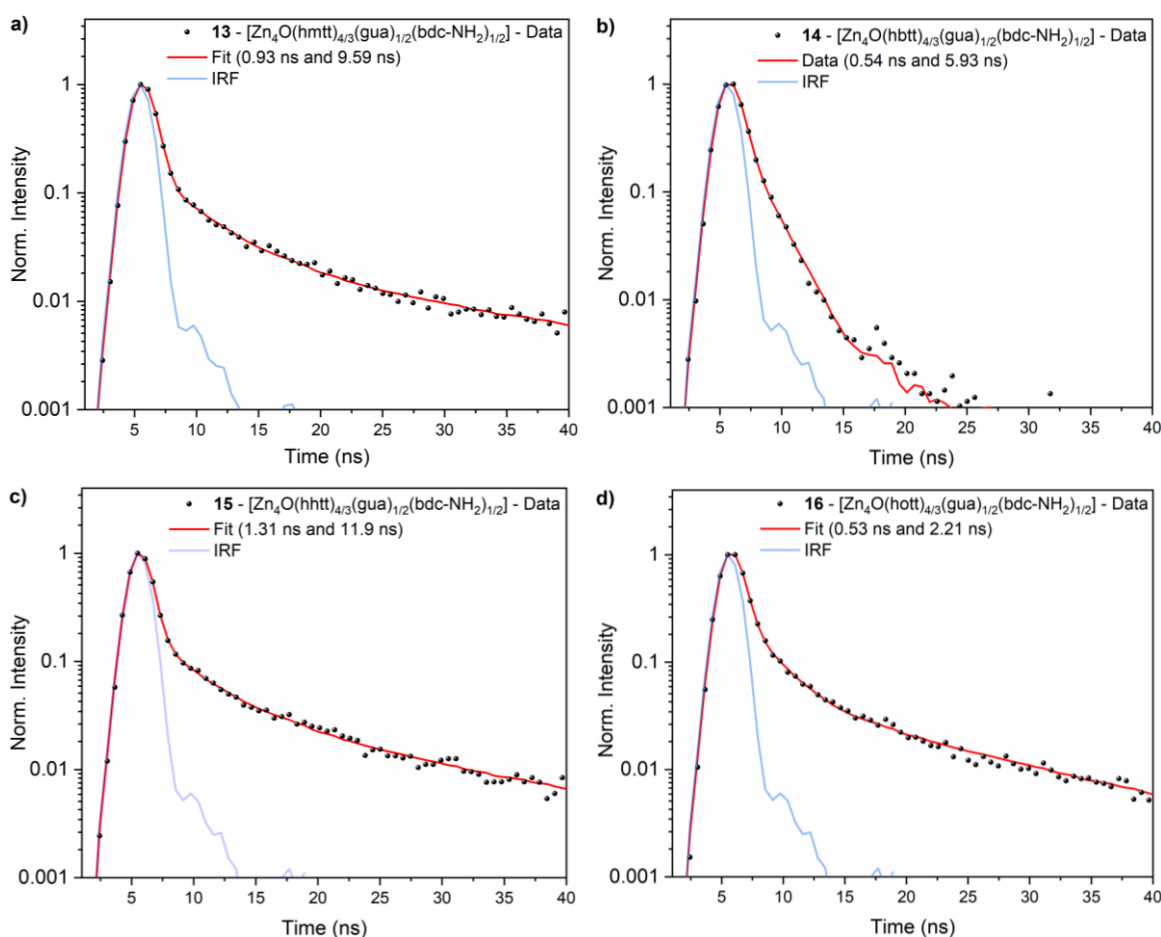 a)
13 - [Zn4O(hmtt)4/3(gua)1/2(bdc-NH2)1/2] - Data
Fit (0.93 ns and 9.59 ns)
IRF
Norm. Intensity
1
0.1
0.01
0.001
5 10 15 20 25 30 35 40
Time (ns)
b)
14 - [Zn4O(hbtt)4/3(gua)1/2(bdc-NH2)1/2] - Data
Data (0.54 ns and 5.93 ns)
IRF
Norm. Intensity
1
0.1
0.01
0.001
5 10 15 20 25 30 35 40
Time (ns)
c)
15 - [Zn4O(hhtt)4/3(gua)1/2(bdc-NH2)1/2] - Data
Fit (1.31 ns and 11.9 ns)
IRF
Norm. Intensity
1
0.1
0.01
0.001
5 10 15 20 25 30 35 40
Time (ns)
d)
16 - [Zn4O(hott)4/3(gua)1/2(bdc-NH2)1/2] - Data
Fit (0.53 ns and 2.21 ns)
IRF
Norm. Intensity
1
0.1
0.01
0.001
5 10 15 20 25 30 35 40
Time (ns)